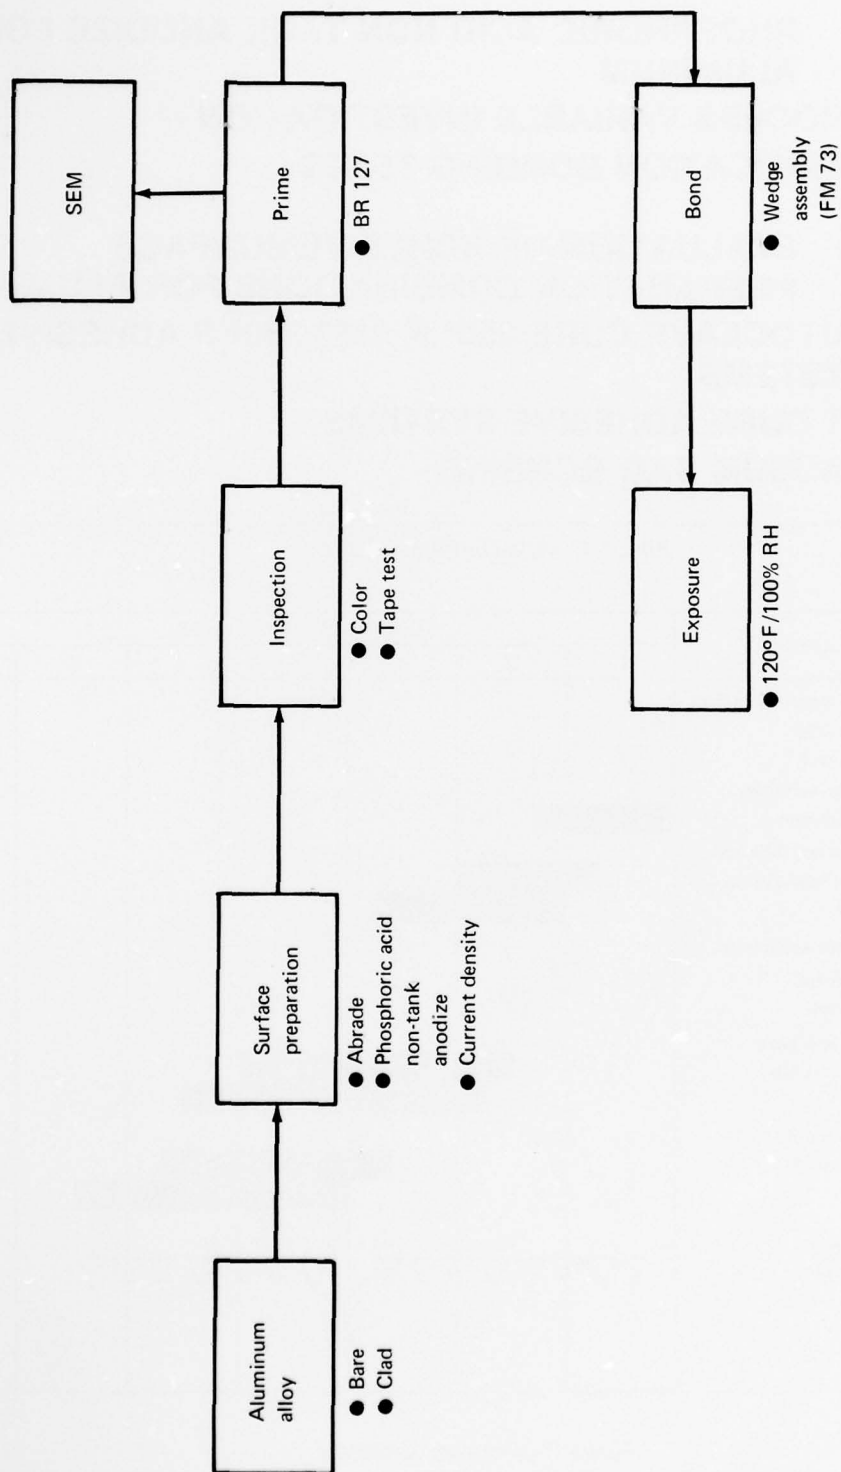 Aluminum
alloy
● Bare
● Clad
Surface
preparation
● Abrade
● Phosphoric acid
non-tank
anodize
● Current density
Inspection
● Color
● Tape test
Prime
● BR 127
SEM
Bond
● Wedge
assembly
(FM 73)
Exposure
● 120°F/100% RH